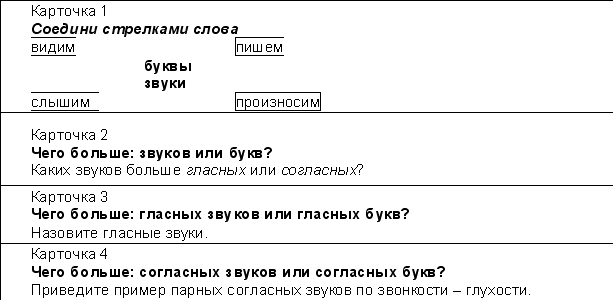 Карточка 1
Соедини стрелками слова
видим пишем
буквы
звуки
слышим произносим
Карточка 2
Чего больше: звуков или букв?
Каких звуков больше гласных или согласных?
Карточка 3
Чего больше: гласных звуков или гласных букв?
Назовите гласные звуки.
Карточка 4
Чего больше: согласных звуков или согласных букв?
Приведите пример парных согласных звуков по звонкости – глухости.